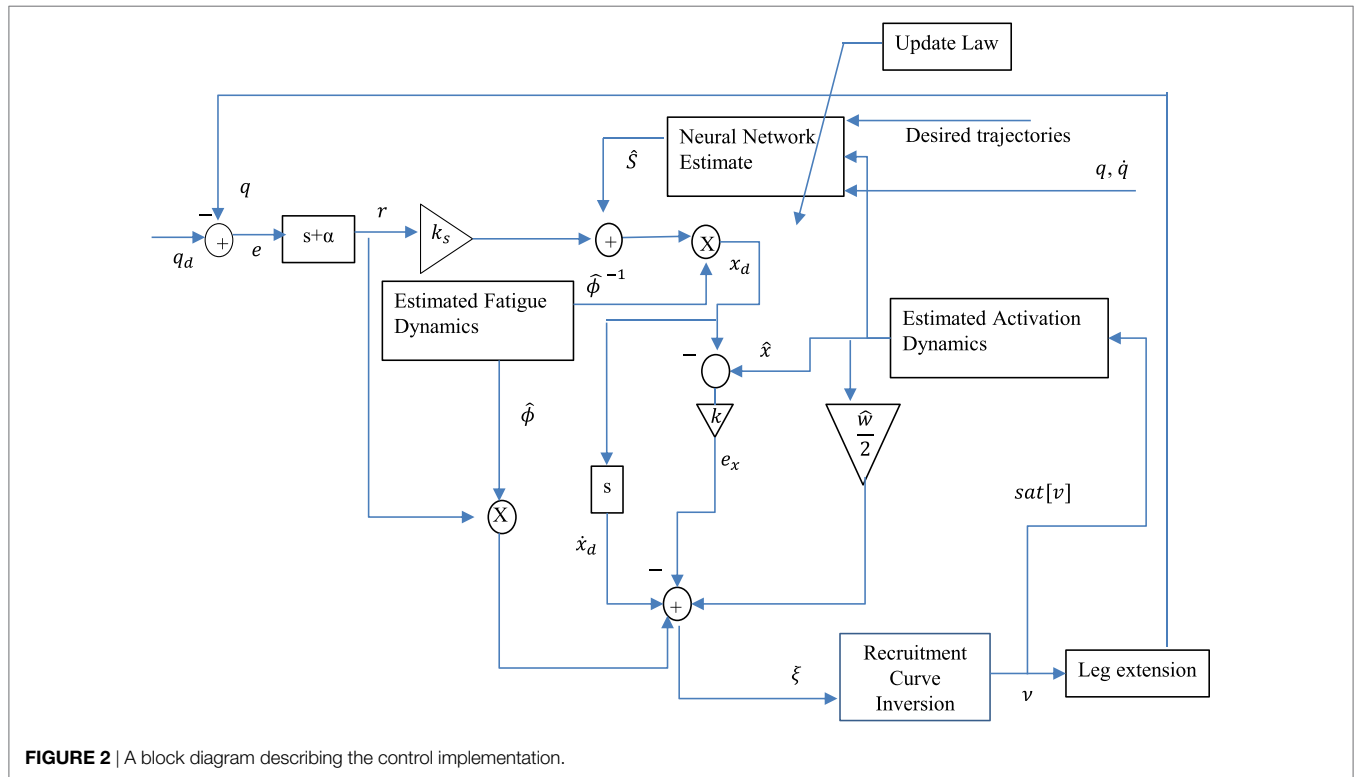 Update Law
Neural Network
Estimate
Desired trajectories
q, q̇
Ŝ
q
−
+
q_d
e
s+α
r
k_s
+
X
x_d
ϕ̂⁻¹
Estimated Fatigue
Dynamics
Estimated Activation
Dynamics
x̂
−
k
e_x
ŵ/2
ϕ̂
s
X
ẋ_d
sat[v]
−
+
ξ
Recruitment
Curve
Inversion
ν
Leg extension
FIGURE 2 | A block diagram describing the control implementation.